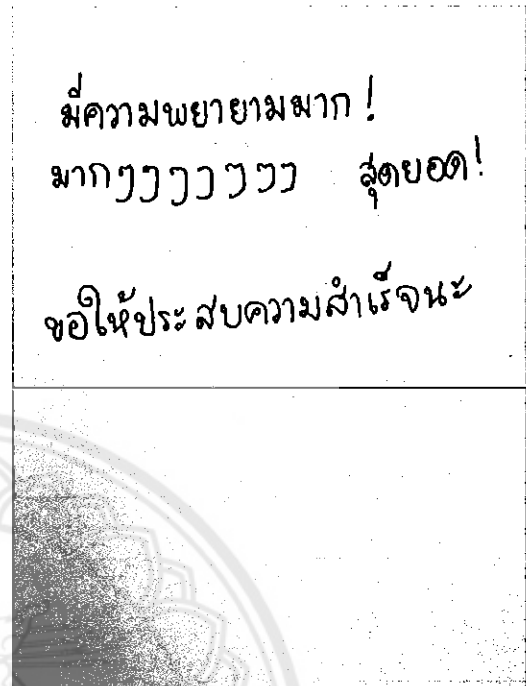 มีความพยายามมาก!
มากๆๆๆๆๆๆๆ สุดยอด!
ขอให้ประสบความสำเร็จนะ